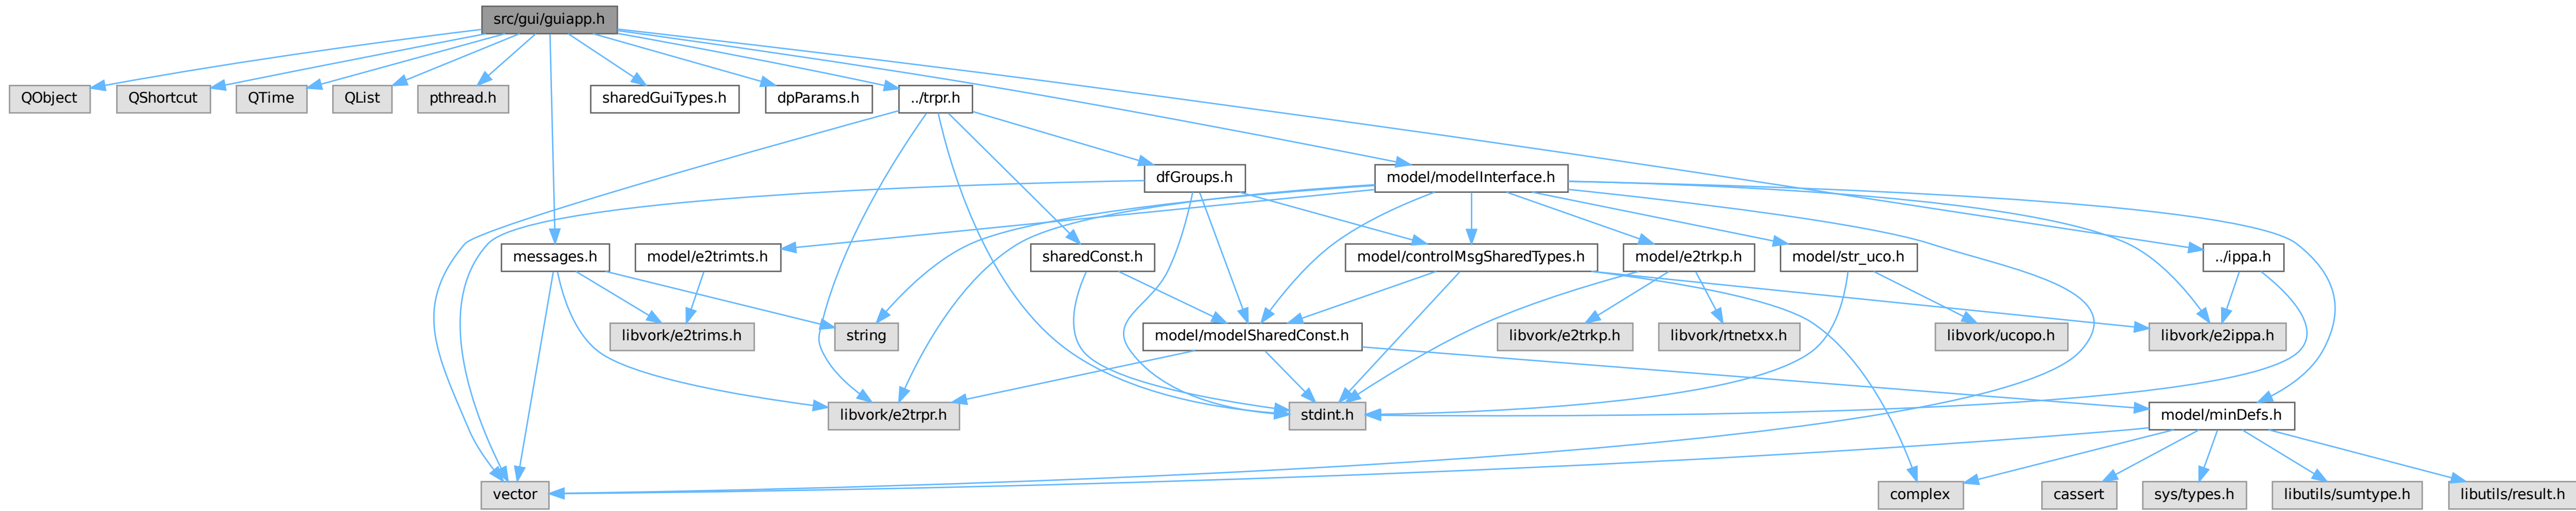 src/gui/guiapp.h
QObject
QShortcut
QTime
QList
pthread.h
sharedGuiTypes.h
dpParams.h
../trpr.h
dfGroups.h
model/modelInterface.h
messages.h
model/e2trimts.h
sharedConst.h
model/controlMsgSharedTypes.h
model/e2trkp.h
model/str_uco.h
../ippa.h
libvork/e2trims.h
string
model/modelSharedConst.h
libvork/e2trkp.h
libvork/rtnetxx.h
libvork/ucopo.h
libvork/e2ippa.h
libvork/e2trpr.h
stdint.h
model/minDefs.h
vector
complex
cassert
sys/types.h
libutils/sumtype.h
libutils/result.h